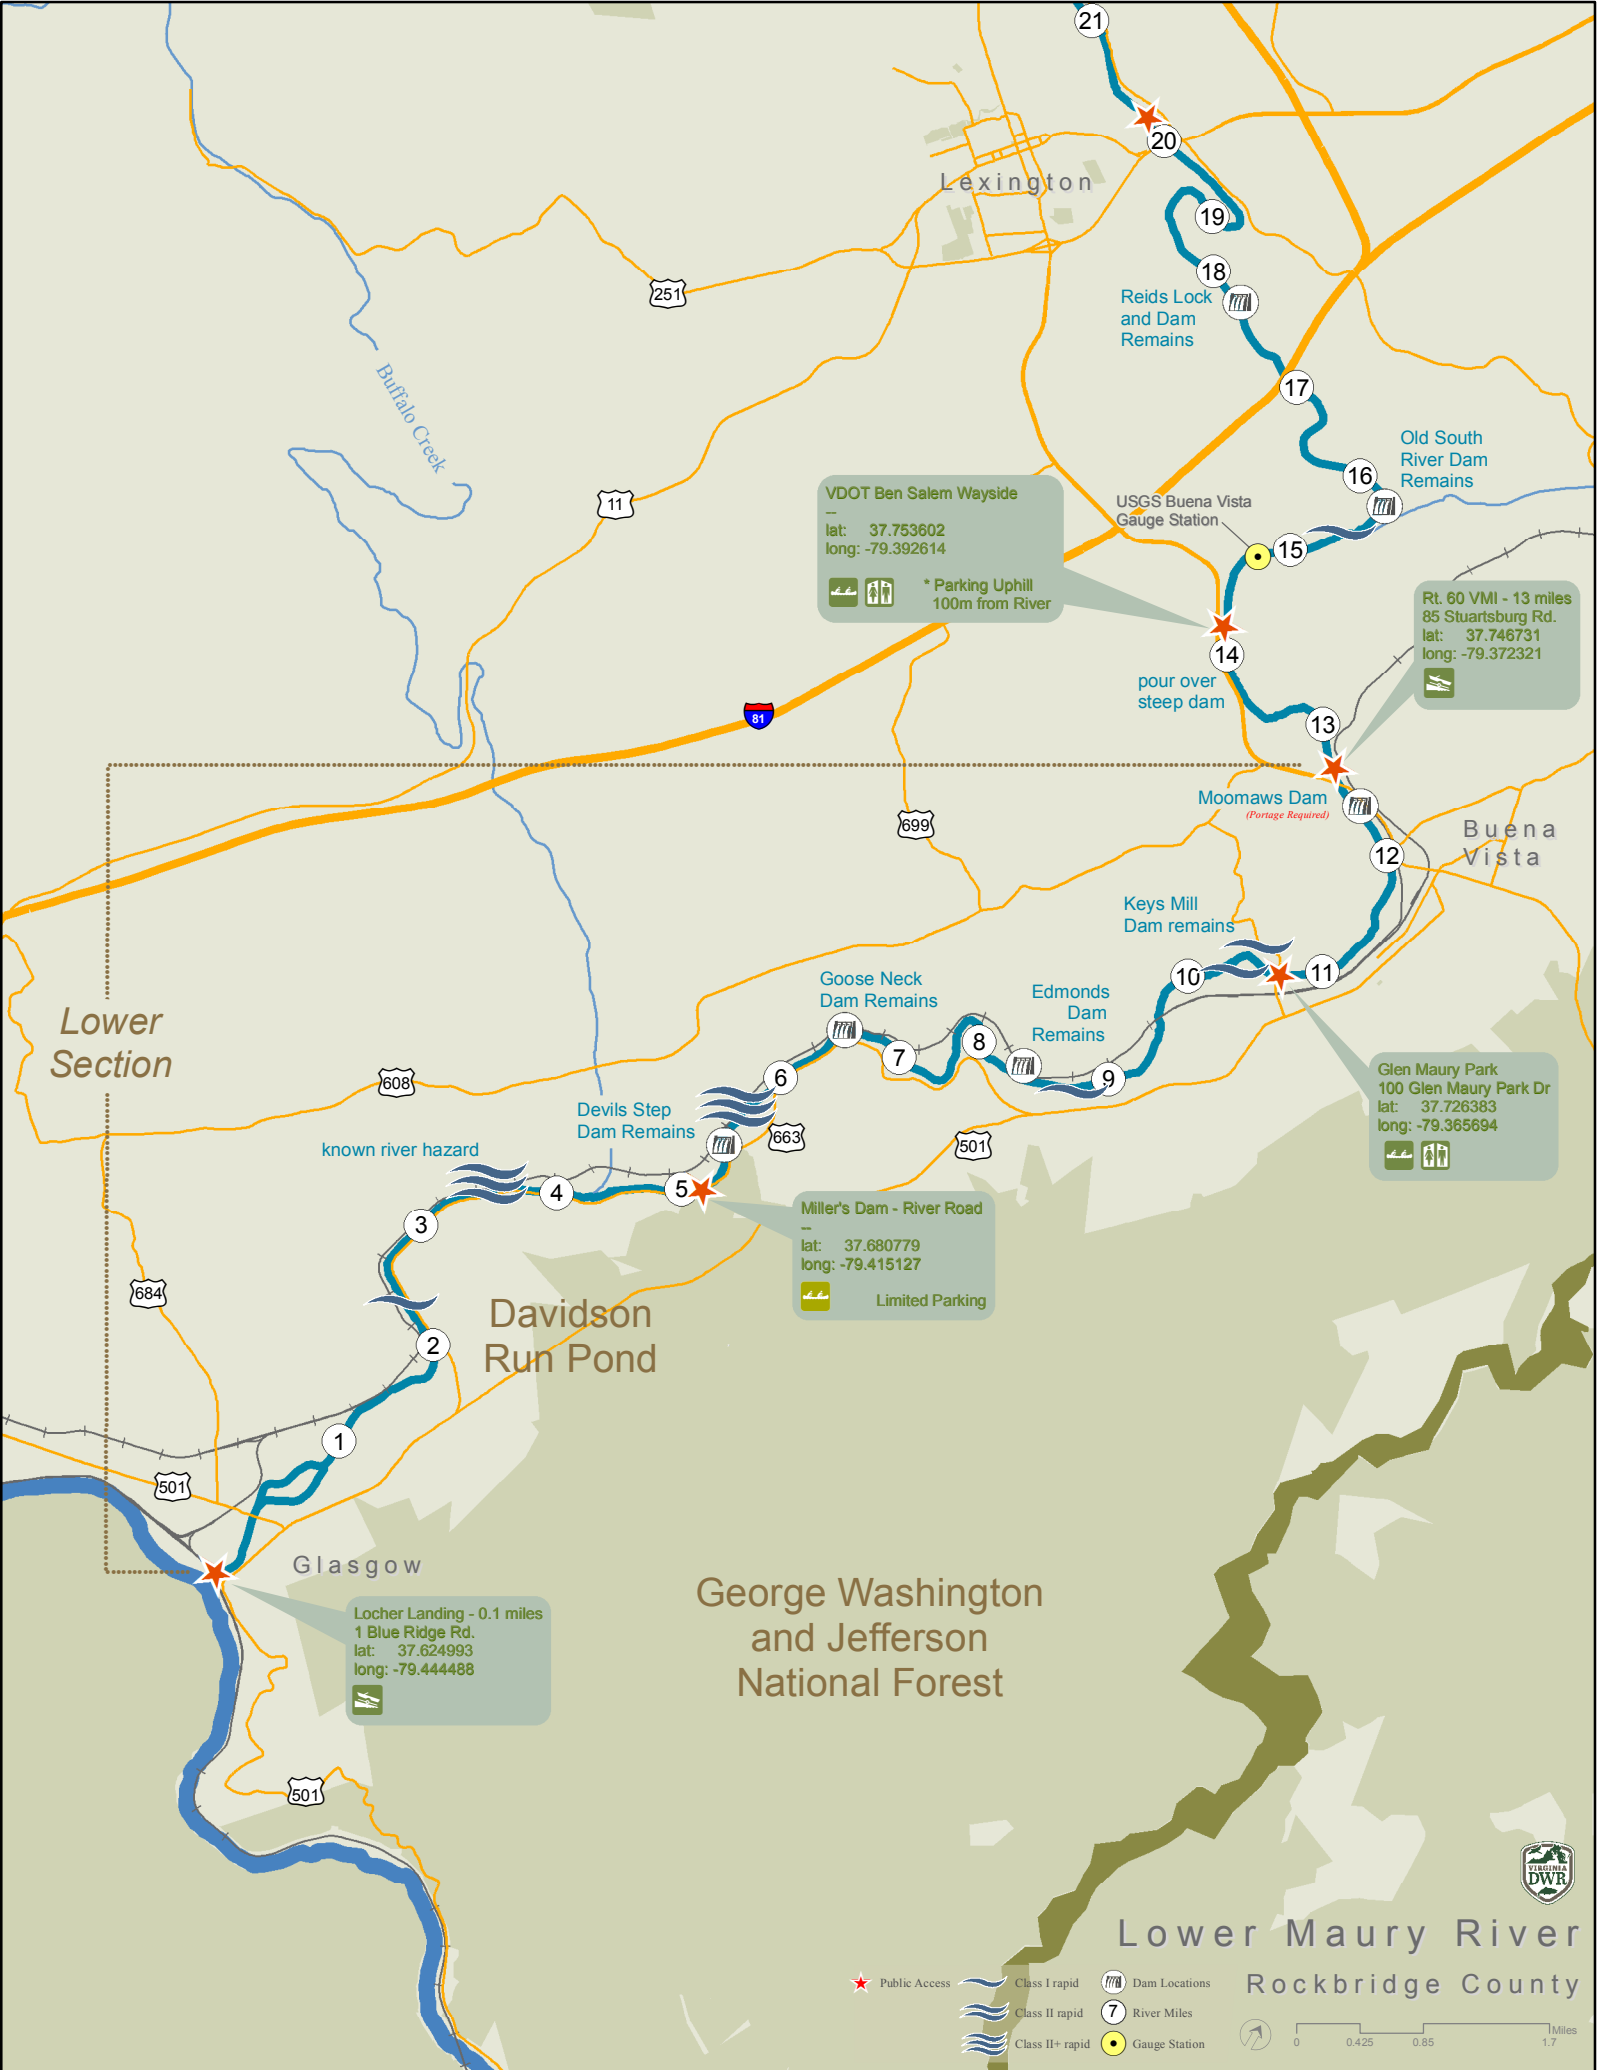 21
20
Lexington
19
18
251
Reids Lock
and Dam
Remains
Buffalo Creek
17
Old South
River Dam
Remains
16
11
VDOT Ben Salem Wayside
--
lat: 37.753602
long: -79.392614
* Parking Uphill
100m from River
USGS Buena Vista
Gauge Station
15
Rt. 60 VMI - 13 miles
85 Stuartsburg Rd.
lat: 37.746731
long: -79.372321
14
pour over
steep dam
13
81
Moomaws Dam
(Portage Required)
699
Buena
Vista
12
Keys Mill
Dam remains
10
11
Goose Neck
Dam Remains
Edmonds
Dam
Remains
Lower
Section
8
7
9
6
608
Glen Maury Park
100 Glen Maury Park Dr
lat: 37.726383
long: -79.365694
Devils Step
Dam Remains
663
501
known river hazard
4
5
Miller's Dam - River Road
--
lat: 37.680779
long: -79.415127
Limited Parking
3
684
Davidson
Run Pond
2
1
501
Glasgow
George Washington
and Jefferson
National Forest
Locher Landing - 0.1 miles
1 Blue Ridge Rd.
lat: 37.624993
long: -79.444488
501
VIRGINIA
DWR
Lower Maury River
Rockbridge County
Public Access
Class I rapid
Dam Locations
Class II rapid
7
River Miles
Class II+ rapid
Gauge Station
0 0.425 0.85 1.7
Miles